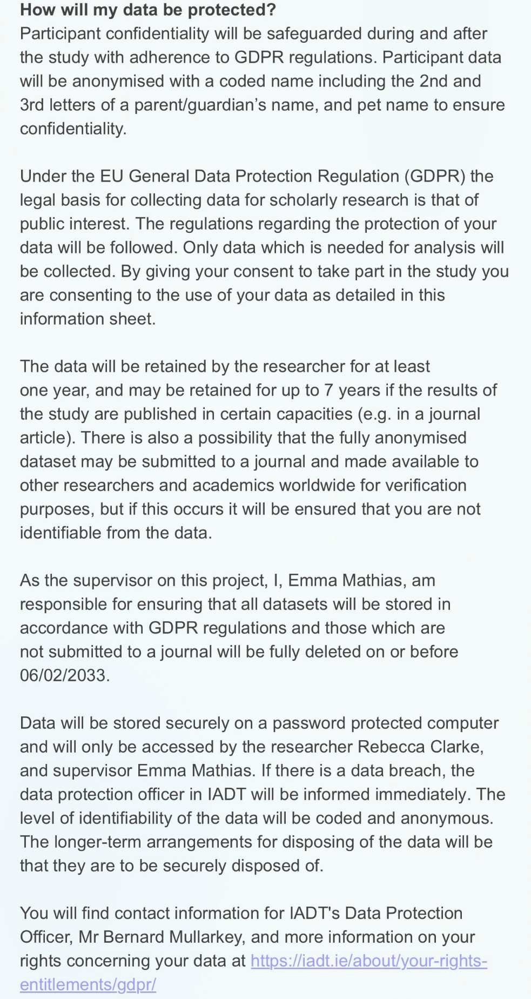 How will my data be protected?
Participant confidentiality will be safeguarded during and after
the study with adherence to GDPR regulations. Participant data
will be anonymised with a coded name including the 2nd and
3rd letters of a parent/guardian’s name, and pet name to ensure
confidentiality.
Under the EU General Data Protection Regulation (GDPR) the
legal basis for collecting data for scholarly research is that of
public interest. The regulations regarding the protection of your
data will be followed. Only data which is needed for analysis will
be collected. By giving your consent to take part in the study you
are consenting to the use of your data as detailed in this
information sheet.
The data will be retained by the researcher for at least
one year, and may be retained for up to 7 years if the results of
the study are published in certain capacities (e.g. in a journal
article). There is also a possibility that the fully anonymised
dataset may be submitted to a journal and made available to
other researchers and academics worldwide for verification
purposes, but if this occurs it will be ensured that you are not
identifiable from the data.
As the supervisor on this project, I, Emma Mathias, am
responsible for ensuring that all datasets will be stored in
accordance with GDPR regulations and those which are
not submitted to a journal will be fully deleted on or before
06/02/2033.
Data will be stored securely on a password protected computer
and will only be accessed by the researcher Rebecca Clarke,
and supervisor Emma Mathias. If there is a data breach, the
data protection officer in IADT will be informed immediately. The
level of identifiability of the data will be coded and anonymous.
The longer-term arrangements for disposing of the data will be
that they are to be securely disposed of.
You will find contact information for IADT's Data Protection
Officer, Mr Bernard Mullarkey, and more information on your
rights concerning your data at https://iadt.ie/about/your-rights-
entitlements/gdpr/